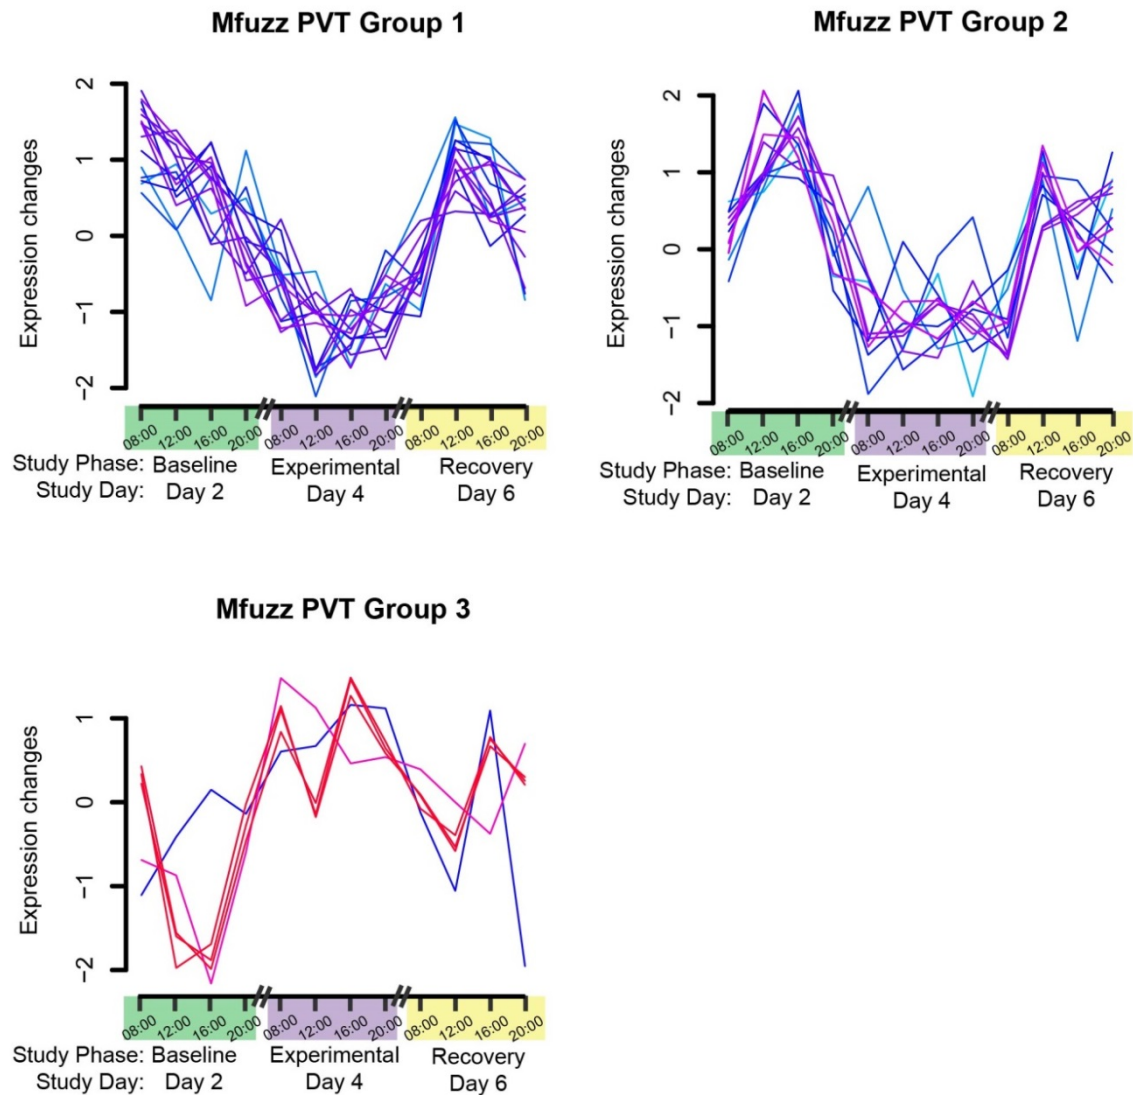 Mfuzz PVT Group 1
Expression changes
2
1
0
−1
−2
08:00 12:00 16:00 20:00 08:00 12:00 16:00 20:00 08:00 12:00 16:00 20:00
Study Phase: Baseline Experimental Recovery
Study Day: Day 2 Day 4 Day 6
Mfuzz PVT Group 2
Expression changes
2
1
0
−1
−2
08:00 12:00 16:00 20:00 08:00 12:00 16:00 20:00 08:00 12:00 16:00 20:00
Study Phase: Baseline Experimental Recovery
Study Day: Day 2 Day 4 Day 6
Mfuzz PVT Group 3
Expression changes
1
0
−1
−2
08:00 12:00 16:00 20:00 08:00 12:00 16:00 20:00 08:00 12:00 16:00 20:00
Study Phase: Baseline Experimental Recovery
Study Day: Day 2 Day 4 Day 6